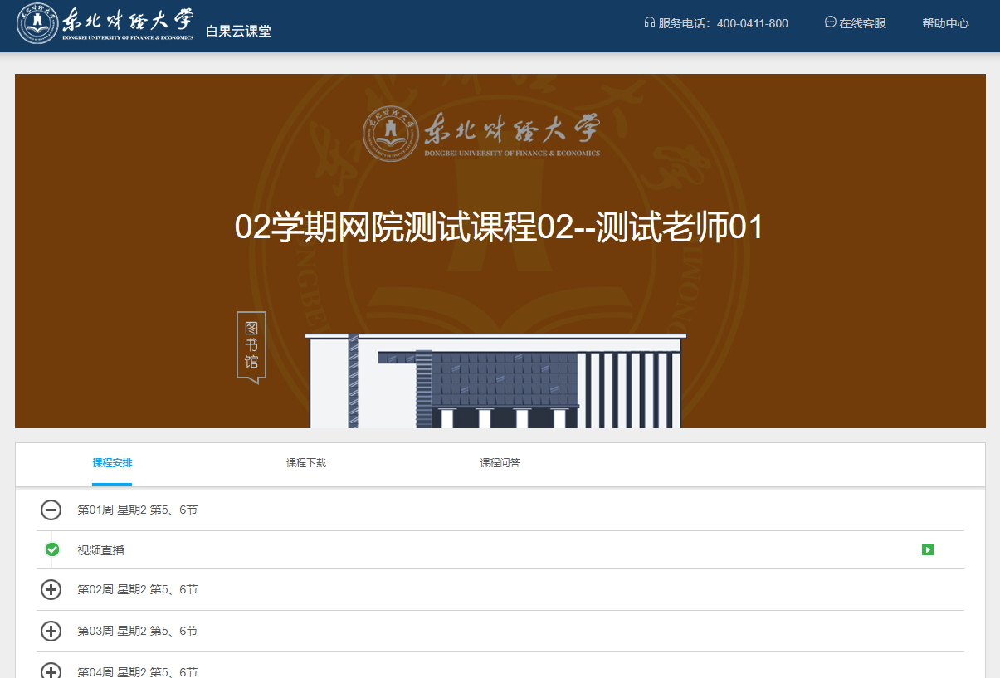 东北财经大学
DONGBEI UNIVERSITY OF FINANCE & ECONOMICS
白果云课堂
服务电话：400-0411-800
在线客服
帮助中心
东北财经大学
DONGBEI UNIVERSITY OF FINANCE & ECONOMICS
02学期网院测试课程02--测试老师01
图书馆
课程安排
课程下载
课程问答
第01周 星期2 第5、6节
视频直播
第02周 星期2 第5、6节
第03周 星期2 第5、6节
第04周 星期2 第5、6节